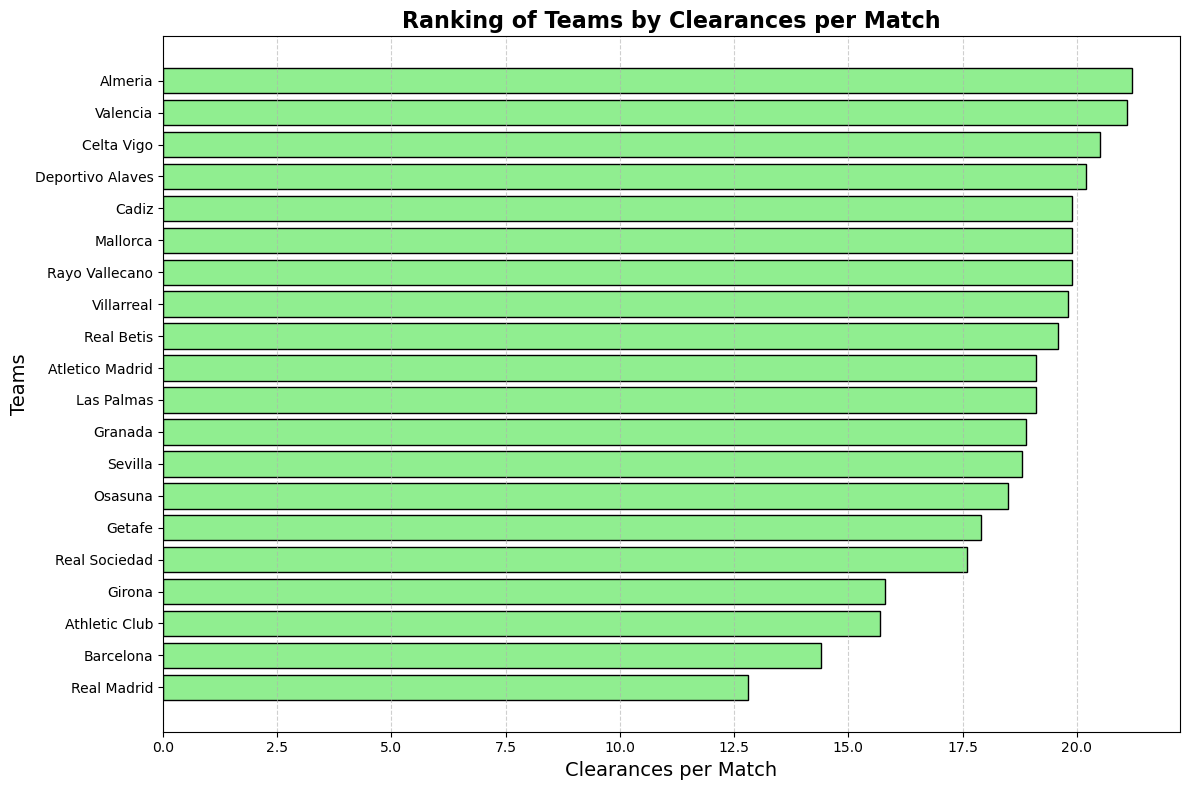 Ranking of Teams by Clearances per Match
Teams
Almeria
Valencia
Celta Vigo
Deportivo Alaves
Cadiz
Mallorca
Rayo Vallecano
Villarreal
Real Betis
Atletico Madrid
Las Palmas
Granada
Sevilla
Osasuna
Getafe
Real Sociedad
Girona
Athletic Club
Barcelona
Real Madrid
0.0 2.5 5.0 7.5 10.0 12.5 15.0 17.5 20.0
Clearances per Match